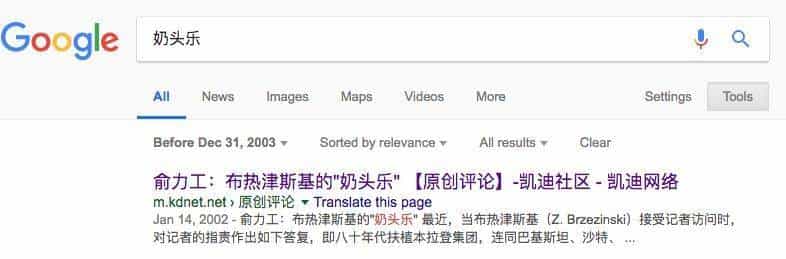 Google 奶头乐
All News Images Maps Videos More Settings Tools
Before Dec 31, 2003 Sorted by relevance All results Clear
俞力工：布热津斯基的"奶头乐" 【原创评论】-凯迪社区 - 凯迪网络
m.kdnet.net › 原创评论 Translate this page
Jan 14, 2002 - 俞力工：布热津斯基的"奶头乐" 最近，当布热津斯基（Z. Brzezinski）接受记者访问时，
对记者的指责作出如下答复，即八十年代扶植本拉登集团，连同巴基斯坦、沙特、 ...